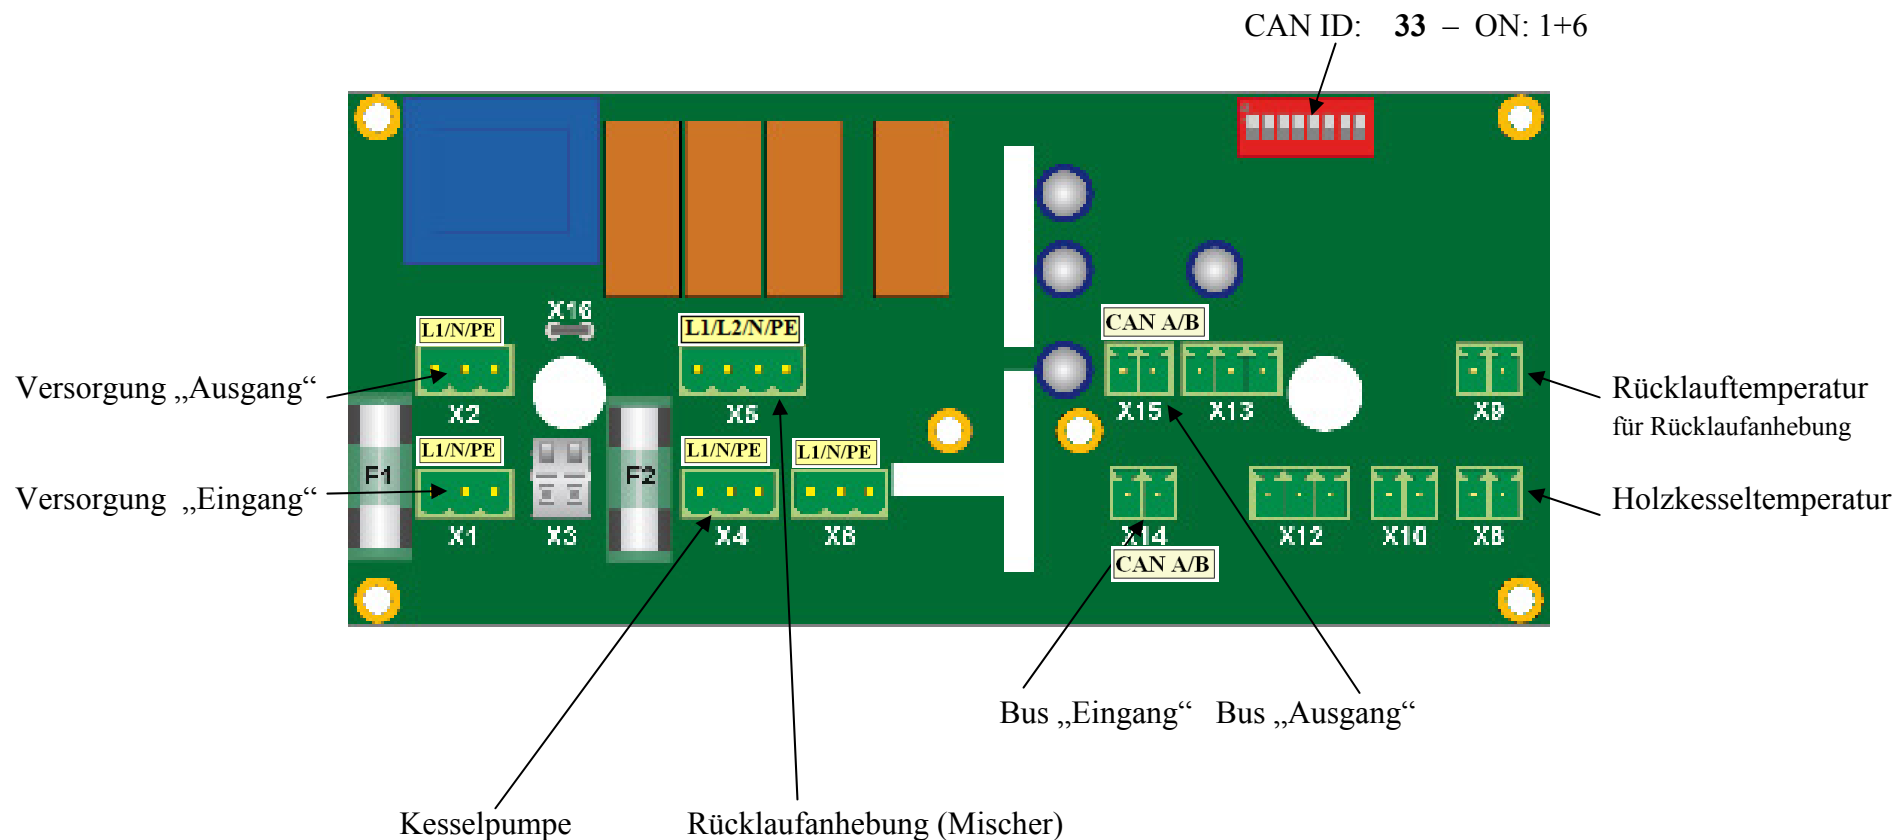 CAN ID: 33 – ON: 1+6
X16
L1/N/PE
L1/L2/N/PE
CAN A/B
Versorgung „Ausgang“
X2
X5
X15
X13
X9
Rücklauftemperatur
für Rücklaufanhebung
L1/N/PE
L1/N/PE
L1/N/PE
F1
F2
Versorgung „Eingang“
Holzkesseltemperatur
X1
X3
X4
X6
X14
X12
X10
X8
CAN A/B
Bus „Eingang“ Bus „Ausgang“
Kesselpumpe
Rücklaufanhebung (Mischer)